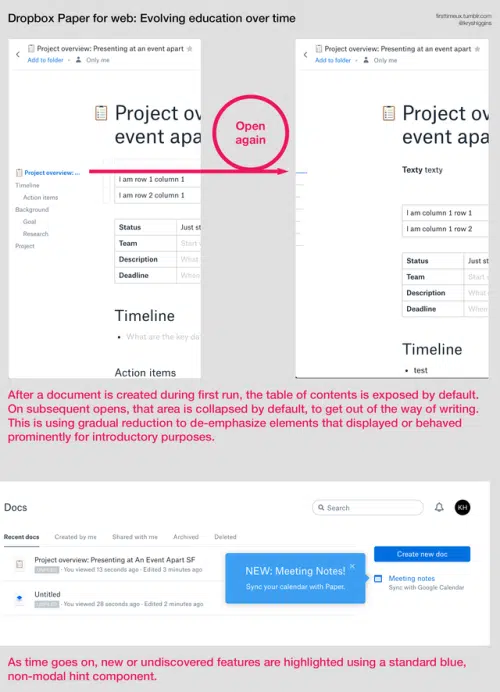 Dropbox Paper for web: Evolving education over time
firsttimeux.tumblr.com
@krystalhiggins
Project overview: Presenting at an event apart
Add to folder · Only me
Project ov
event apa
Project overview: ...
Timeline
Action items
Background
Goal
Research
Project
I am row 1 column 1
I am row 2 column 1
Status Just st
Team Start
Description What
Deadline When
Timeline
What are the key da
Action items
Open
again
Project overview: Presenting at an event apart
Add to folder · Only me
Project ov
event apa
Texty texty
I am column 1 row 1
I am column 1 row 2
Status Just st
Team Start
Description What
Deadline When
Timeline
test
After a document is created during first run, the table of contents is exposed by default.
On subsequent opens, that area is collapsed by default, to get out of the way of writing.
This is using gradual reduction to de-emphasize elements that displayed or behaved
prominently for introductory purposes.
Docs
Search
KH
Recent docs Created by me Shared with me Archived Deleted
Create new doc
Project overview: Presenting at An Event Apart SF
UNFILED · You viewed 13 seconds ago · Edited 3 minutes ago
Untitled
UNFILED · You viewed 28 seconds ago · Edited 2 minutes ago
NEW: Meeting Notes!
Sync your calendar with Paper.
Meeting notes
Sync with Google Calendar
As time goes on, new or undiscovered features are highlighted using a standard blue,
non-modal hint component.